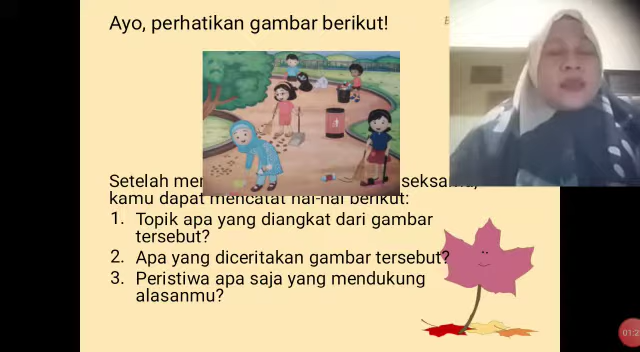 Ayo, perhatikan gambar berikut!
Setelah seksama,
kamu dapat mencatat hal-hal berikut:
1. Topik apa yang diangkat dari gambar
tersebut?
2. Apa yang diceritakan gambar tersebut?
3. Peristiwa apa saja yang mendukung
alasanmu?